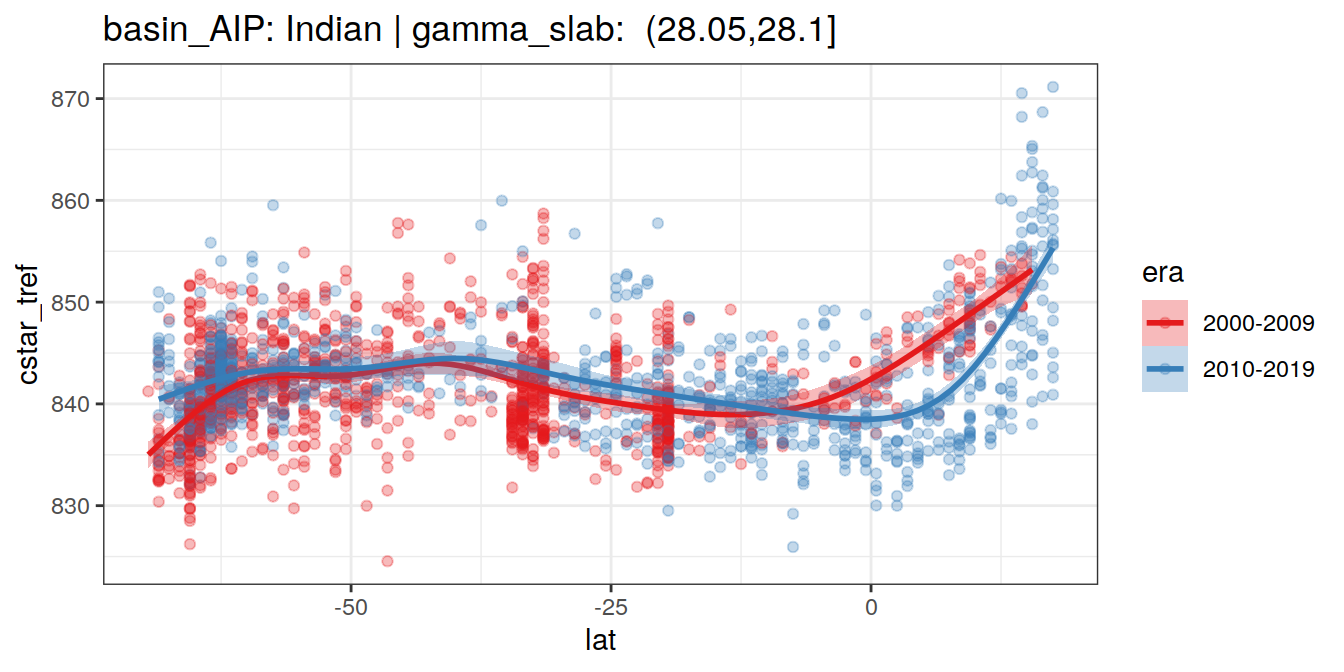 basin_AIP: Indian | gamma_slab:  (28.05,28.1]
870
860
850
840
830
cstar_tref
-50
-25
0
lat
era
2000-2009
2010-2019